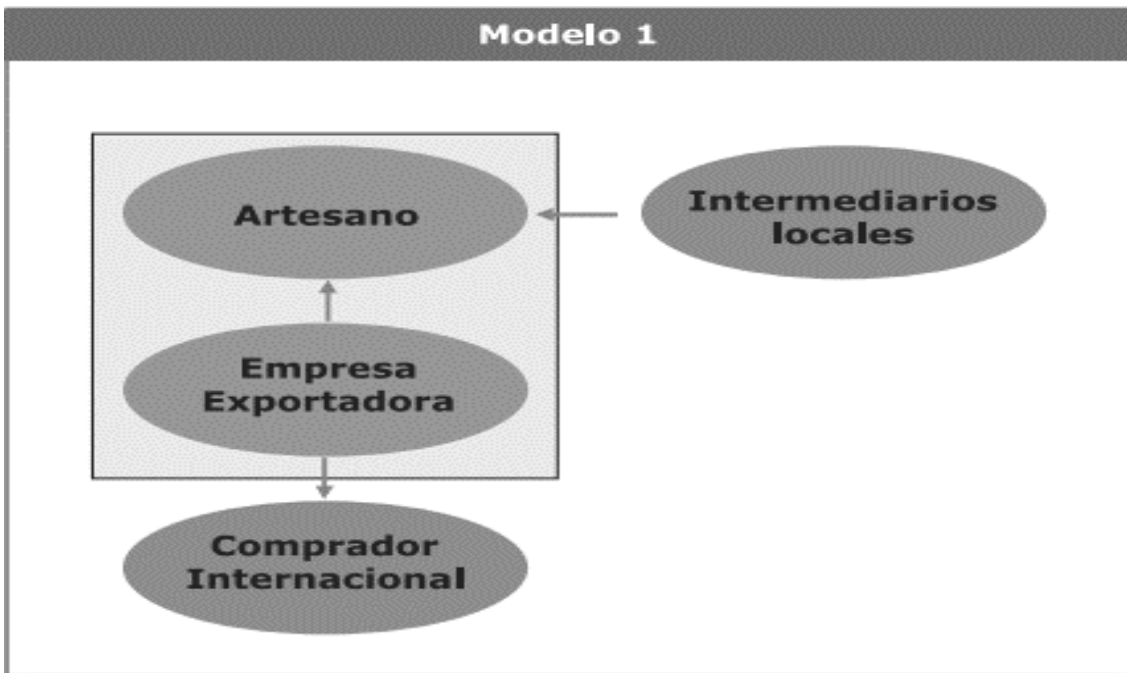 Modelo 1
Artesano
Intermediarios
locales
Empresa
Exportadora
Comprador
Internacional